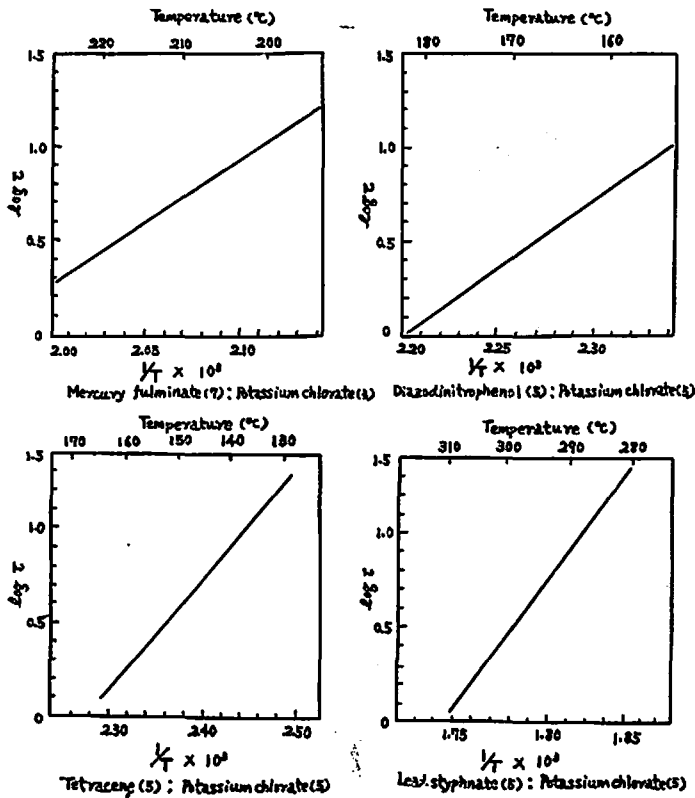 Temperature (°C)
220 210 200
1.5
1.0
0.5
0
log τ
2.00 2.05 2.10
1/T × 10³
Mercury fulminate (7) : Potassium chlorate (3)
Temperature (°C)
180 170 160
1.5
1.0
0.5
0
log τ
2.20 2.25 2.30
1/T × 10³
Diazodinitrophenol (5) : Potassium chlorate (5)
Temperature (°C)
170 160 150 140 130
1.5
1.0
0.5
0
log τ
2.30 2.40 2.50
1/T × 10³
Tetracene (5) : Potassium chlorate (5)
Temperature (°C)
310 300 290 280
1.5
1.0
0.5
0
log τ
1.75 1.80 1.85
1/T × 10³
Lead styphnate (5) : Potassium chlorate (5)